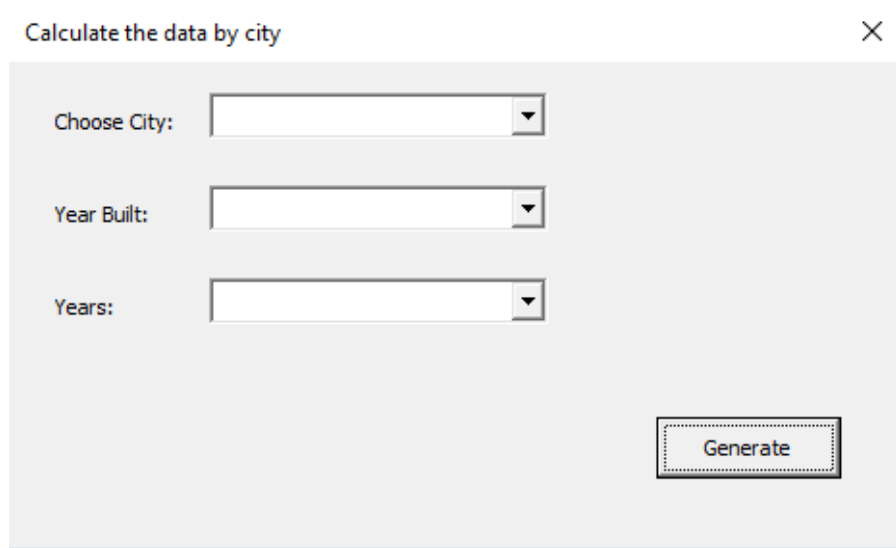 Calculate the data by city
Choose City:
Year Built:
Years:
Generate